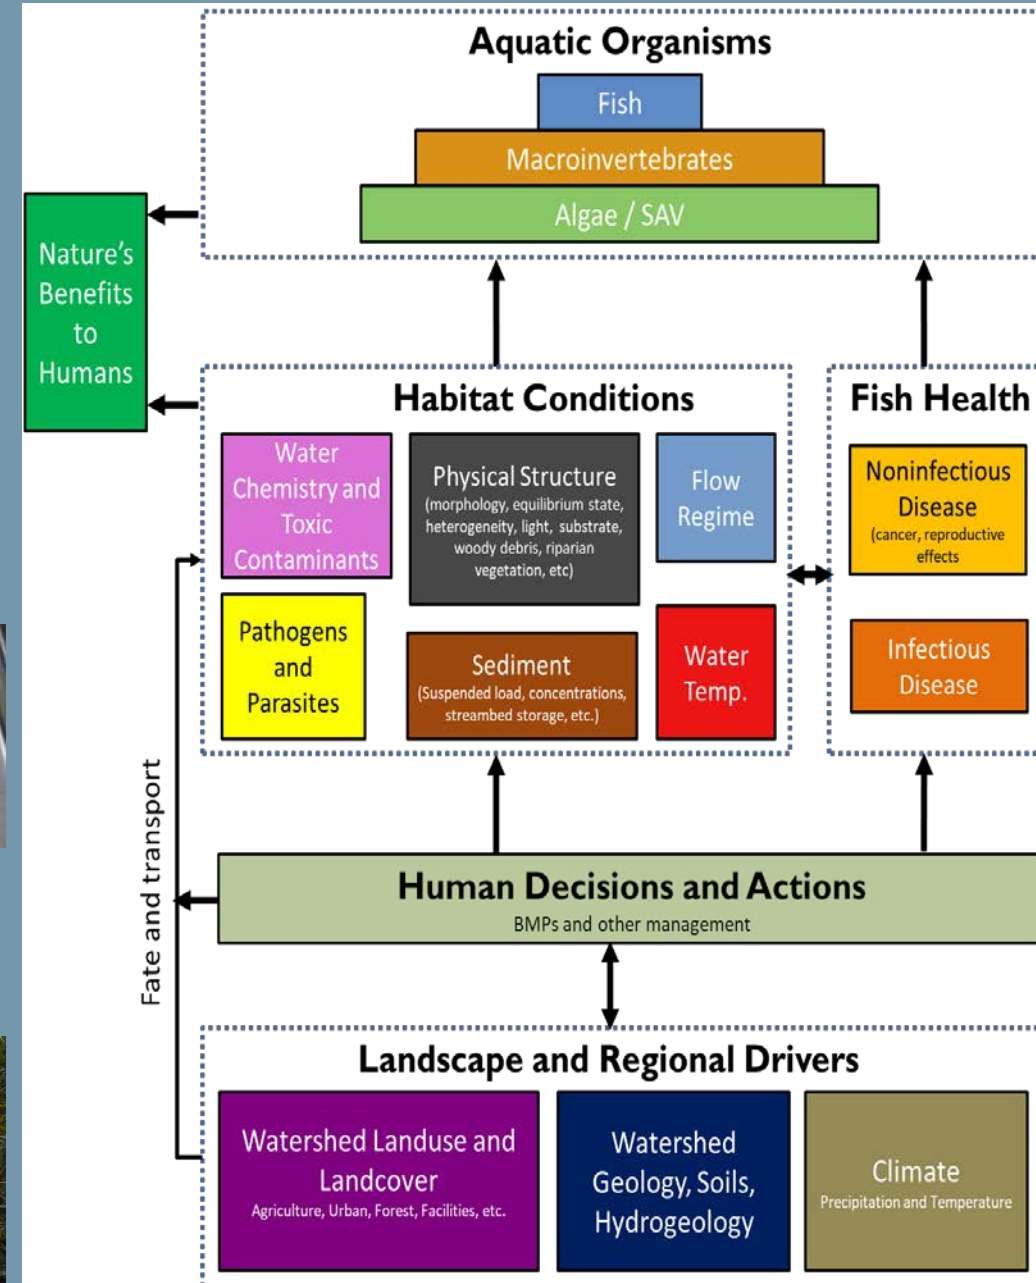 Aquatic Organisms
Fish
Macroinvertebrates
Algae / SAV
Nature's
Benefits
to
Humans
Habitat Conditions
Water
Chemistry and
Toxic
Contaminants
Physical Structure
(morphology, equilibrium state,
heterogeneity, light, substrate,
woody debris, riparian
vegetation, etc)
Flow
Regime
Pathogens
and
Parasites
Sediment
(Suspended load, concentrations,
streambed storage, etc.)
Water
Temp.
Fish Health
Noninfectious
Disease
(cancer, reproductive
effects
Infectious
Disease
Fate and transport
Human Decisions and Actions
BMPs and other management
Landscape and Regional Drivers
Watershed Landuse and
Landcover
Agriculture, Urban, Forest, Facilities, etc.
Watershed
Geology, Soils,
Hydrogeology
Climate
Precipitation and Temperature